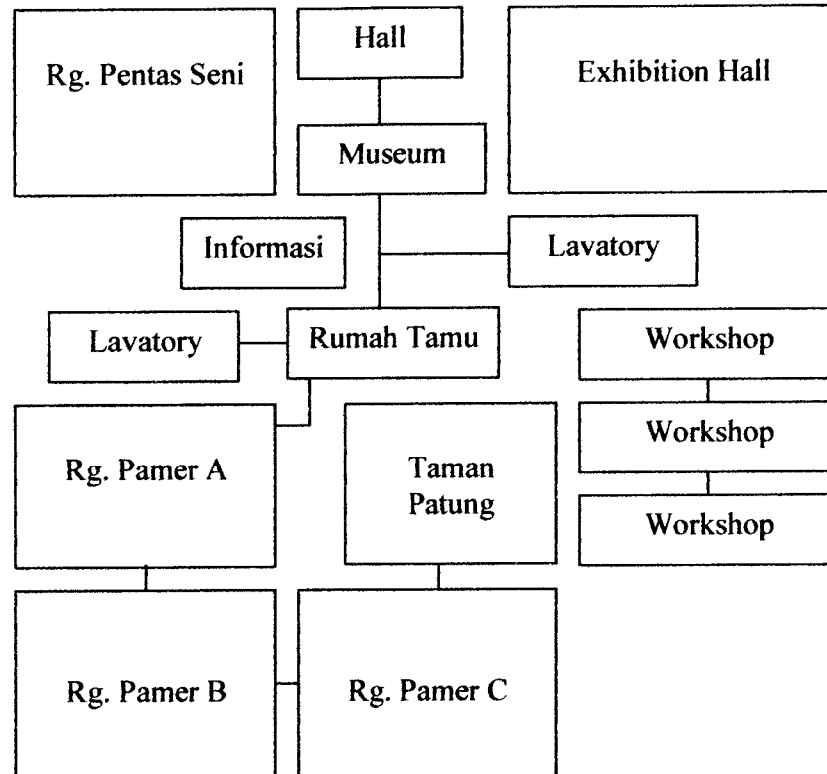 Rg. Pentas Seni
Hall
Exhibition Hall
Museum
Informasi
Lavatory
Lavatory
Rumah Tamu
Workshop
Rg. Pamer A
Taman
Patung
Workshop
Workshop
Rg. Pamer B
Rg. Pamer C